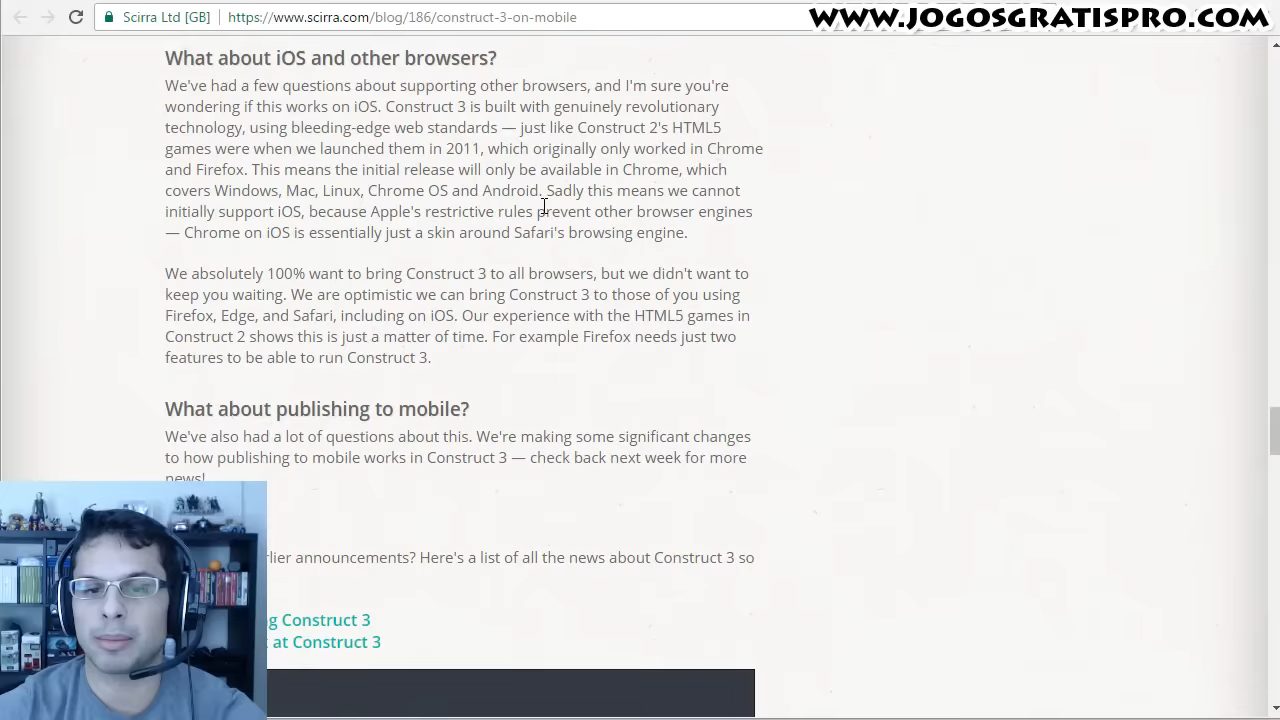 Scirra Ltd [GB]
https://www.scirra.com/blog/186/construct-3-on-mobile
WWW.JOGOSGRATISPRO.COM
What about iOS and other browsers?
We've had a few questions about supporting other browsers, and I'm sure you're
wondering if this works on iOS. Construct 3 is built with genuinely revolutionary
technology, using bleeding-edge web standards — just like Construct 2's HTML5
games were when we launched them in 2011, which originally only worked in Chrome
and Firefox. This means the initial release will only be available in Chrome, which
covers Windows, Mac, Linux, Chrome OS and Android. Sadly this means we cannot
initially support iOS, because Apple's restrictive rules prevent other browser engines
— Chrome on iOS is essentially just a skin around Safari's browsing engine.
We absolutely 100% want to bring Construct 3 to all browsers, but we didn't want to
keep you waiting. We are optimistic we can bring Construct 3 to those of you using
Firefox, Edge, and Safari, including on iOS. Our experience with the HTML5 games in
Construct 2 shows this is just a matter of time. For example Firefox needs just two
features to be able to run Construct 3.
What about publishing to mobile?
We've also had a lot of questions about this. We're making some significant changes
to how publishing to mobile works in Construct 3 — check back next week for more
news!
rlier announcements? Here's a list of all the news about Construct 3 so
ng Construct 3
at Construct 3